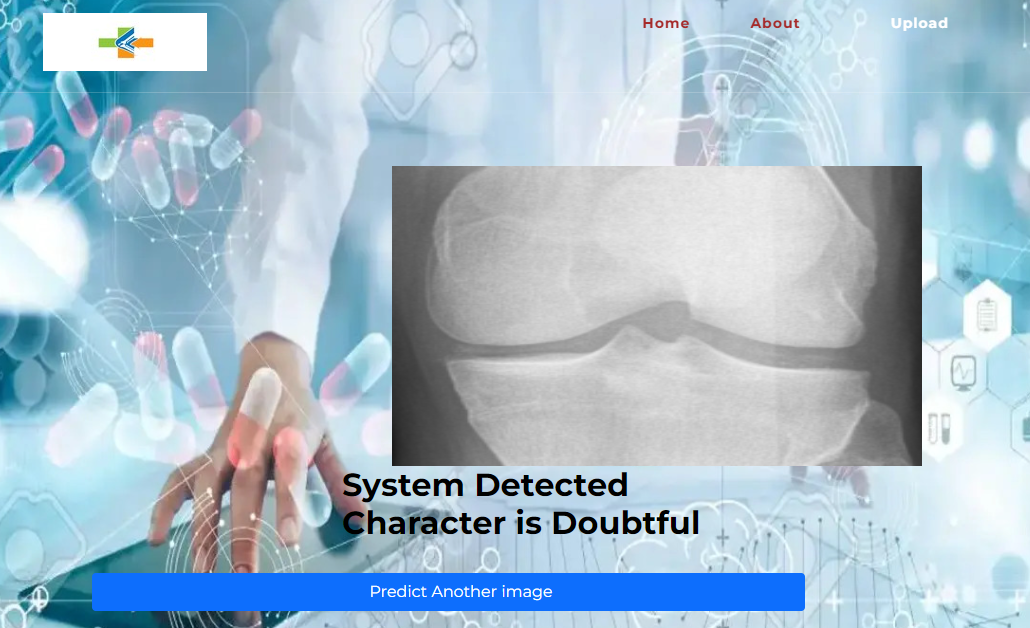 Home About Upload
System Detected
Character is Doubtful
Predict Another image